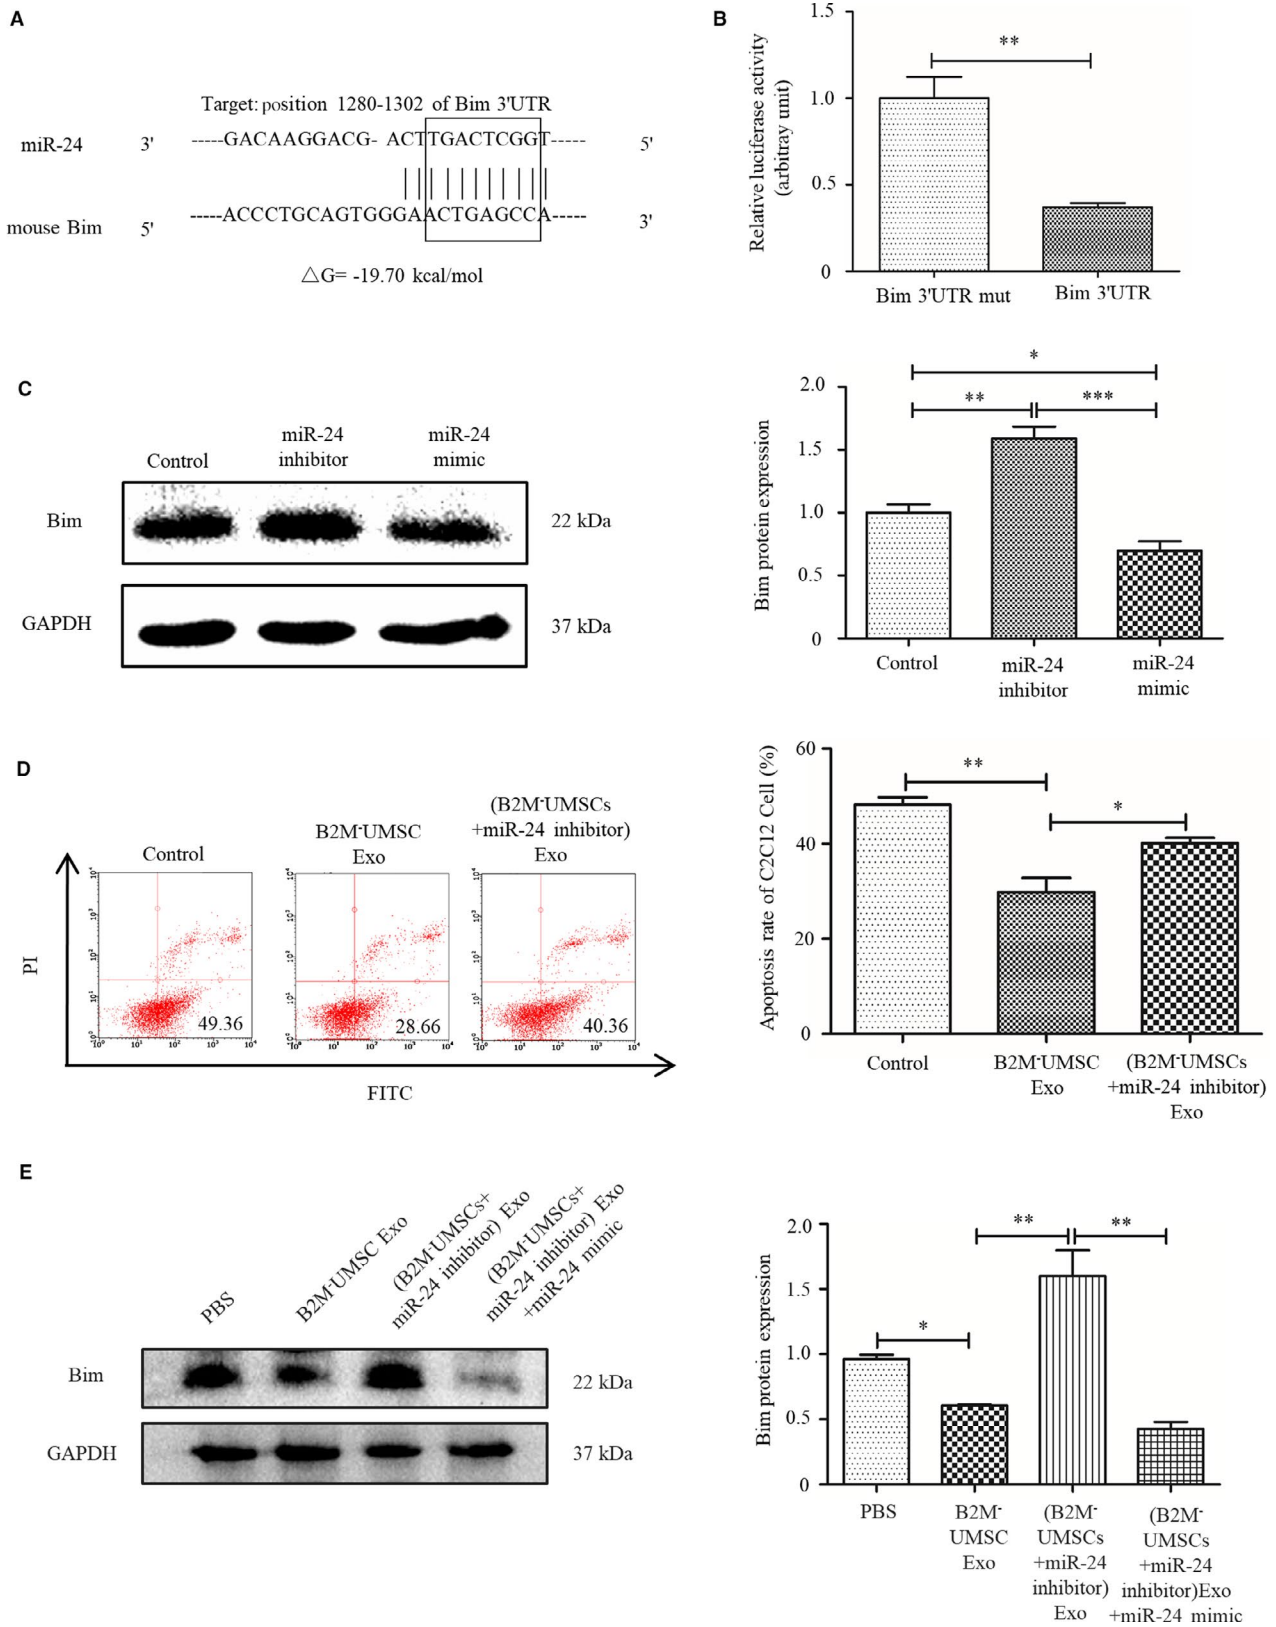 A
Target: position 1280-1302 of Bim 3'UTR
miR-24 3' -----GACAAGGACG- ACTTGACTCGGT----- 5'
mouse Bim 5' -----ACCCTGCAGTGGGAACTGAGCCA----- 3'
△G= -19.70 kcal/mol
B
Relative luciferase activity
(arbitray unit)
1.5
1.0
0.5
0
**
Bim 3'UTR mut Bim 3'UTR
C
Control
miR-24
inhibitor
miR-24
mimic
Bim 22 kDa
GAPDH 37 kDa
Bim protein expression
2.0
1.5
1.0
0.5
0
*
** ***
Control
miR-24
inhibitor
miR-24
mimic
D
Control
B2M-UMSC
Exo
(B2M-UMSCs
+miR-24 inhibitor)
Exo
PI
49.36
28.66
40.36
FITC
Apoptosis rate of C2C12 Cell (%)
60
40
20
0
**
*
Control
B2M-UMSC
Exo
(B2M-UMSCs
+miR-24 inhibitor)
Exo
E
PBS
B2M-UMSC Exo
(B2M-UMSCs+
miR-24 inhibitor) Exo
(B2M-UMSCs+
miR-24 inhibitor) Exo
+miR-24 mimic
Bim 22 kDa
GAPDH 37 kDa
Bim protein expression
2.0
1.5
1.0
0.5
0
*
** **
PBS
B2M-
UMSC
Exo
(B2M-
UMSCs
+miR-24
inhibitor)
Exo
(B2M-
UMSCs
+miR-24
inhibitor)Exo
+miR-24 mimic